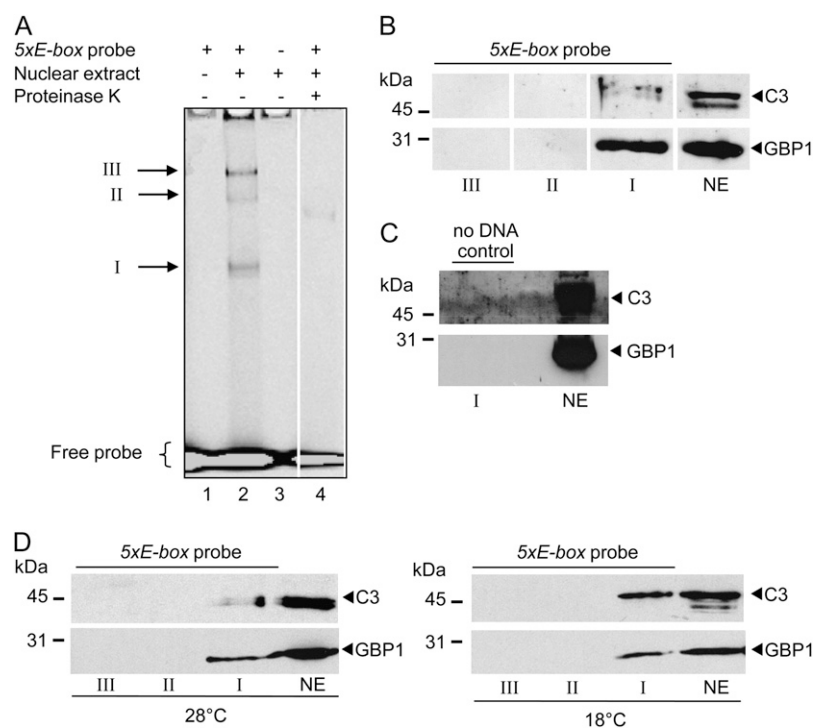 A
5xE-box probe + + - +
Nuclear extract - + + +
Proteinase K +
III
II
I
Free probe {
1 2 3 4
B
5xE-box probe
kDa
45
C3
31
GBP1
III II I NE
C
no DNA
control
kDa
45
C3
31
GBP1
I NE
D
5xE-box probe
kDa
45
C3
31
GBP1
III II I NE
28°C
5xE-box probe
kDa
45
C3
31
GBP1
III II I NE
18°C